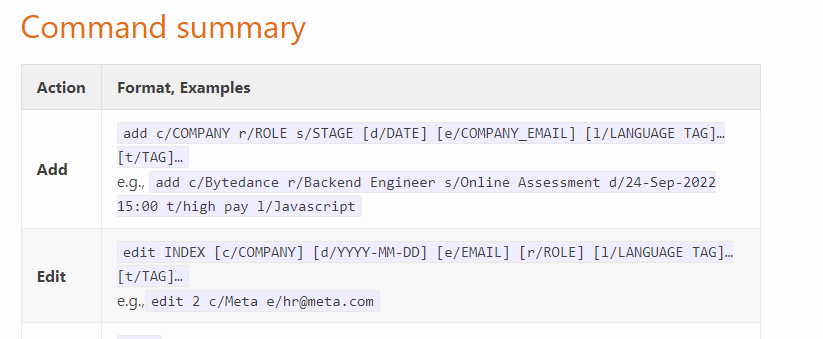 Command summary
Action Format, Examples
Add
add c/COMPANY r/ROLE s/STAGE [d/DATE] [e/COMPANY_EMAIL] [l/LANGUAGE TAG]…
[t/TAG]…
e.g., add c/Bytedance r/Backend Engineer s/Online Assessment d/24-Sep-2022
15:00 t/high pay l/Javascript
Edit
edit INDEX [c/COMPANY] [d/YYYY-MM-DD] [e/EMAIL] [r/ROLE] [l/LANGUAGE TAG]…
[t/TAG]…
e.g., edit 2 c/Meta e/hr@meta.com